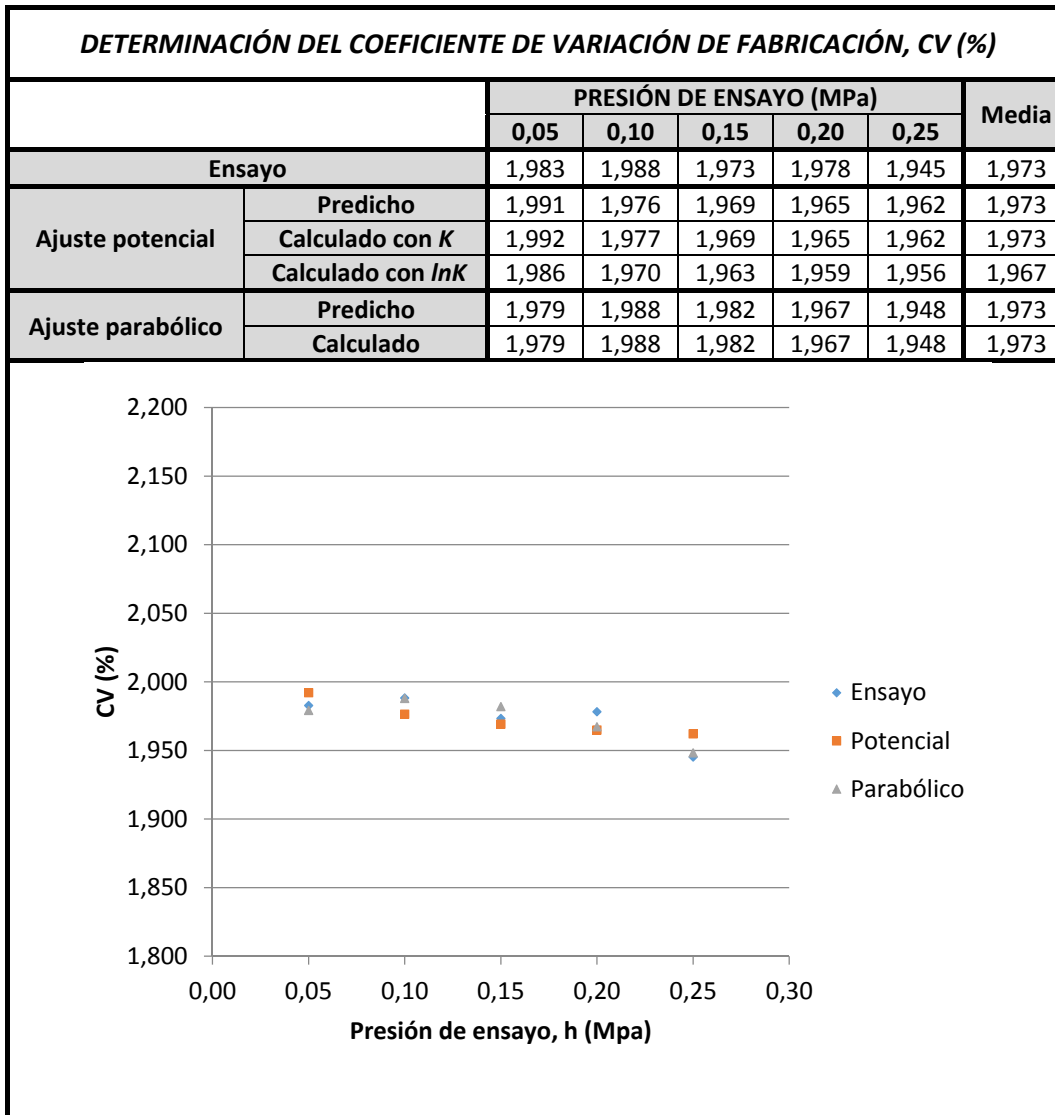 DETERMINACIÓN DEL COEFICIENTE DE VARIACIÓN DE FABRICACIÓN, CV (%)
PRESIÓN DE ENSAYO (MPa) Media
0,05 0,10 0,15 0,20 0,25
Ensayo 1,983 1,988 1,973 1,978 1,945 1,973
Ajuste potencial
Predicho 1,991 1,976 1,969 1,965 1,962 1,973
Calculado con K 1,992 1,977 1,969 1,965 1,962 1,973
Calculado con lnK 1,986 1,970 1,963 1,959 1,956 1,967
Ajuste parabólico
Predicho 1,979 1,988 1,982 1,967 1,948 1,973
Calculado 1,979 1,988 1,982 1,967 1,948 1,973
2,200
2,150
2,100
2,050
2,000
1,950
1,900
1,850
1,800
CV (%)
0,00 0,05 0,10 0,15 0,20 0,25 0,30
Presión de ensayo, h (Mpa)
Ensayo
Potencial
Parabólico